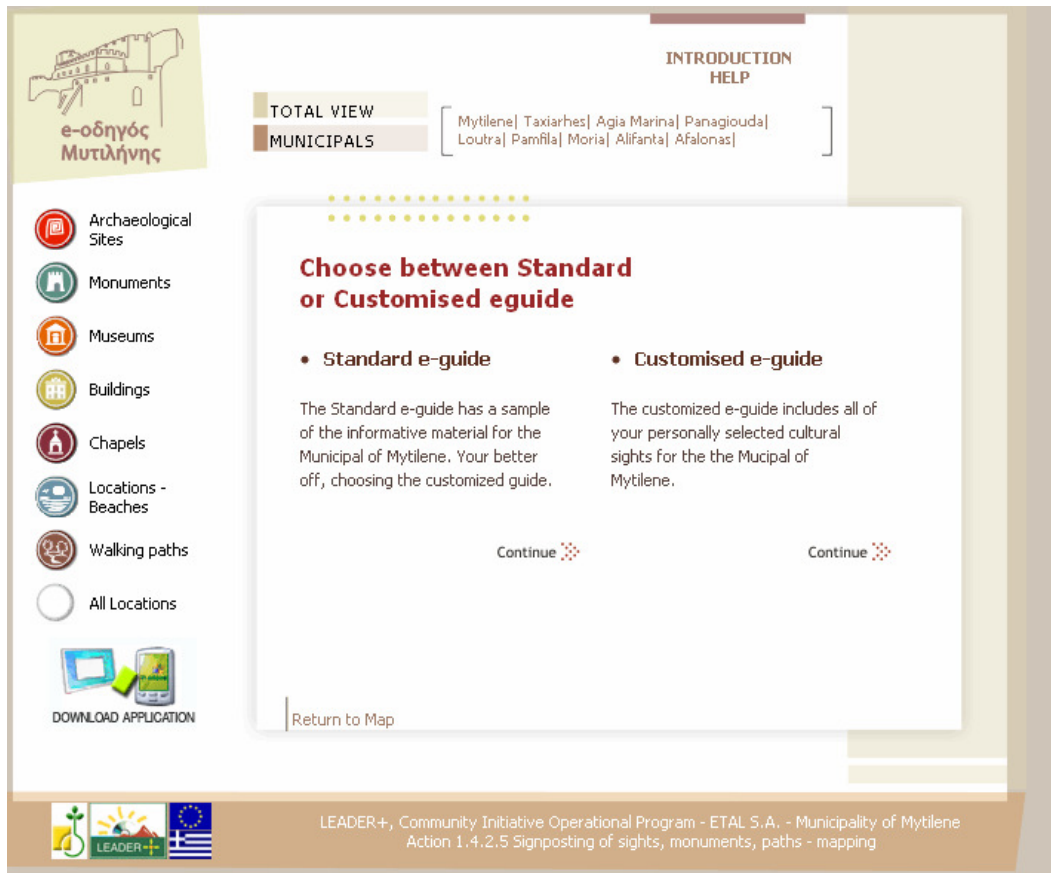 e-οδηγός
Μυτιλήνης
INTRODUCTION
HELP
TOTAL VIEW
MUNICIPALS
Mytilene| Taxiarhes| Agia Marina| Panagiouda|
Loutra| Pamfila| Moria| Alifanta| Afalonas|
Archaeological
Sites
Monuments
Museums
Buildings
Chapels
Locations -
Beaches
Walking paths
All Locations
DOWNLOAD APPLICATION
Choose between Standard
or Customised eguide
• Standard e-guide
The Standard e-guide has a sample
of the informative material for the
Municipal of Mytilene. Your better
off, choosing the customized guide.
Continue
• Customised e-guide
The customized e-guide includes all of
your personally selected cultural
sights for the the Mucipal of
Mytilene.
Continue
Return to Map
LEADER+
LEADER+, Community Initiative Operational Program - ETAL S.A. - Municipality of Mytilene
Action 1.4.2.5 Signposting of sights, monuments, paths - mapping